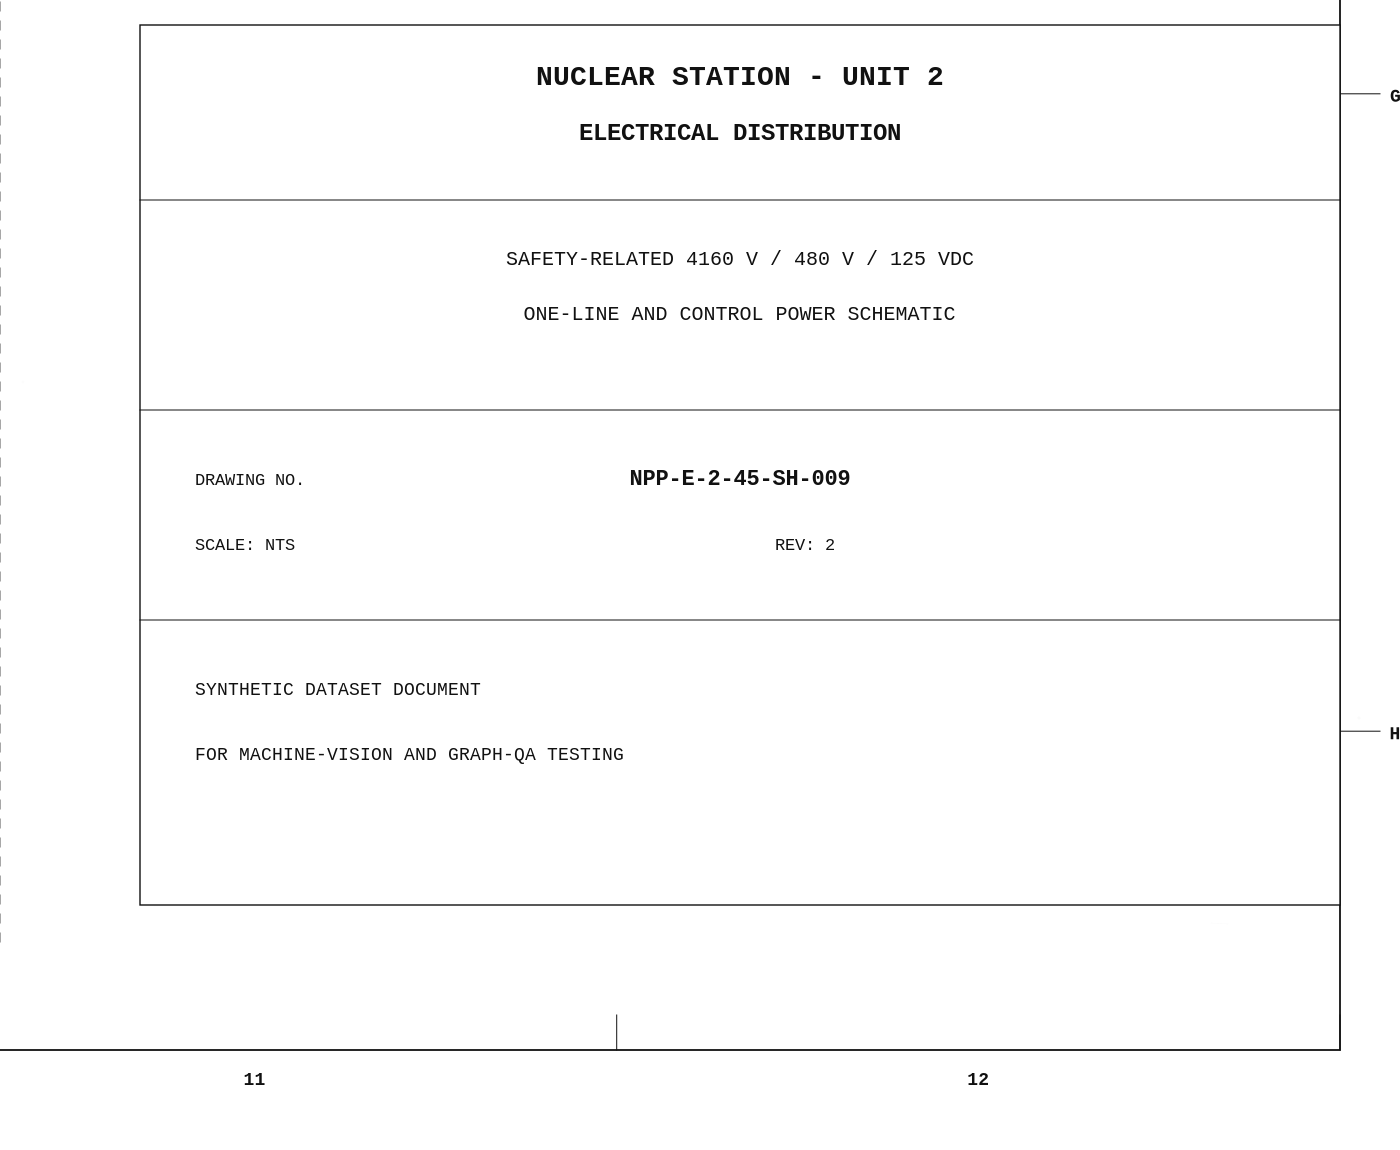 NUCLEAR STATION - UNIT 2
G
ELECTRICAL DISTRIBUTION
SAFETY-RELATED 4160 V / 480 V / 125 VDC
ONE-LINE AND CONTROL POWER SCHEMATIC
DRAWING NO. NPP-E-2-45-SH-009
SCALE: NTS REV: 2
SYNTHETIC DATASET DOCUMENT
H
FOR MACHINE-VISION AND GRAPH-QA TESTING
11 12